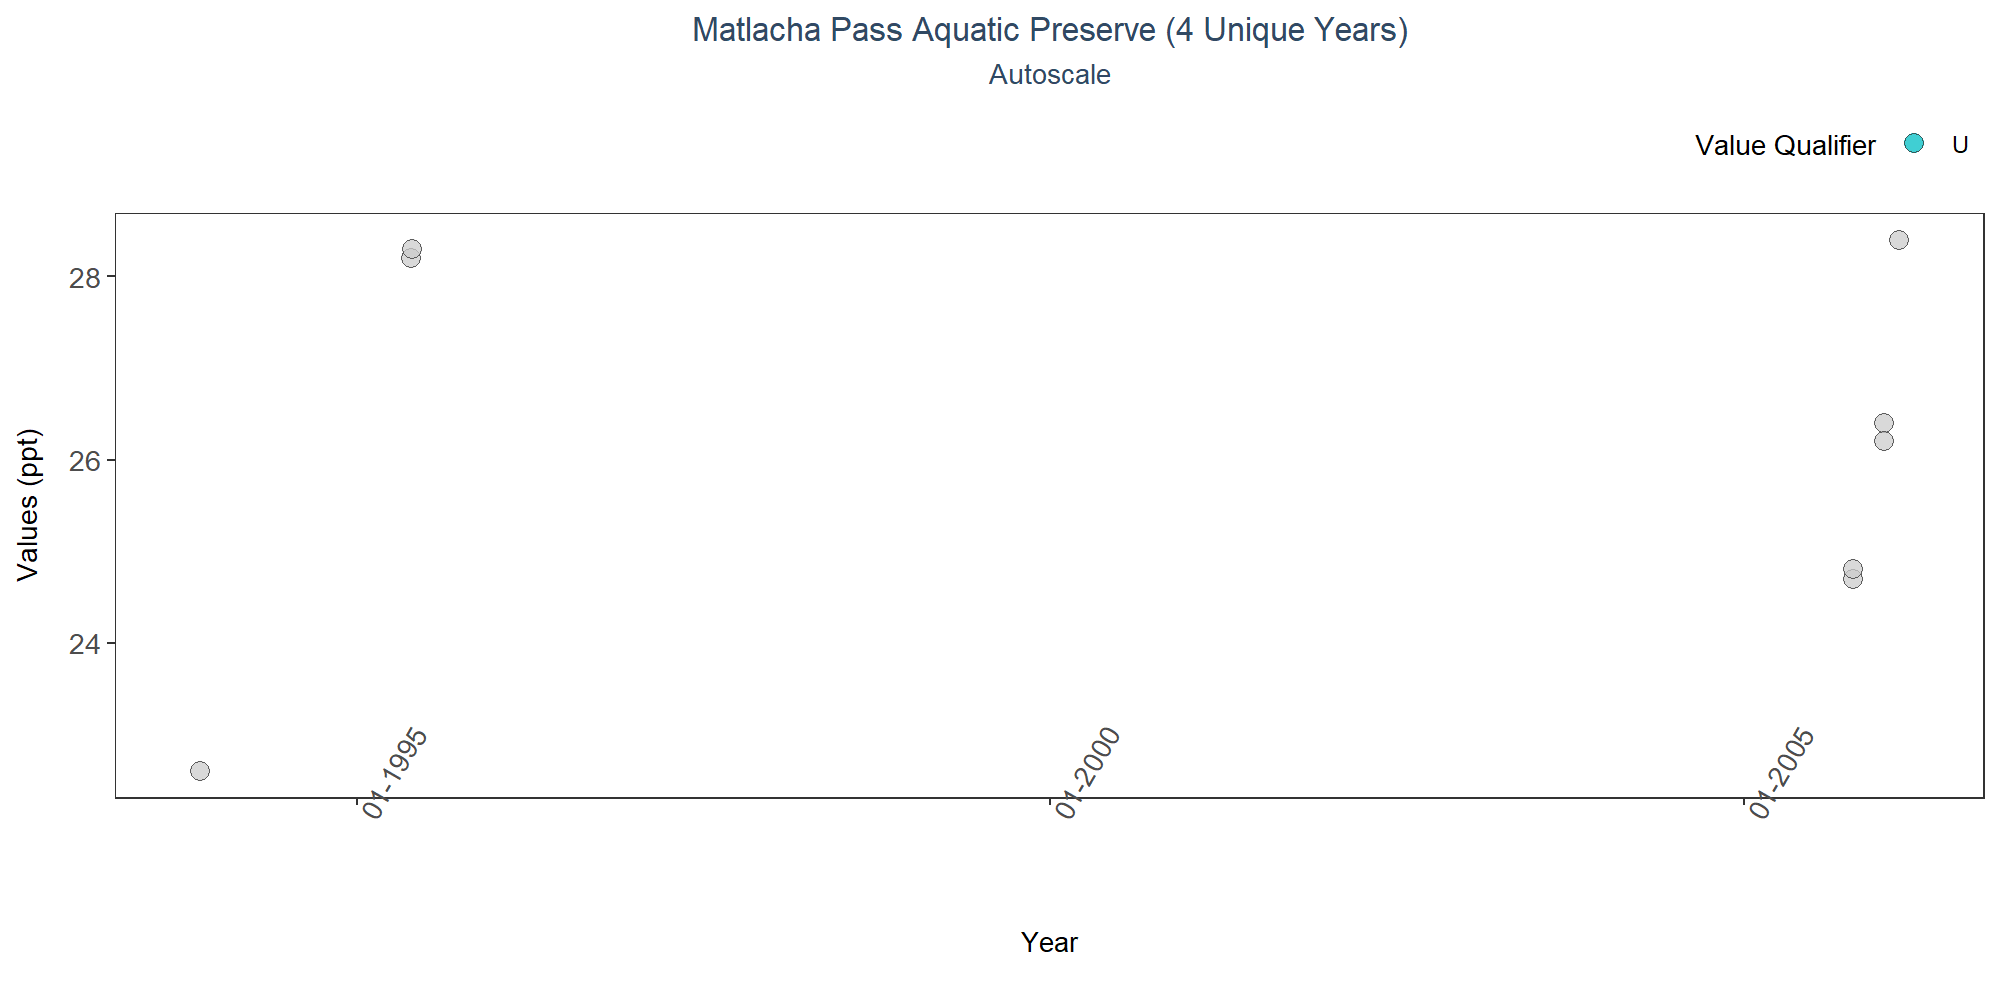 Matlacha Pass Aquatic Preserve (4 Unique Years)
Autoscale
Value Qualifier U
Values (ppt)
28
26
24
01-1995
01-2000
01-2005
Year